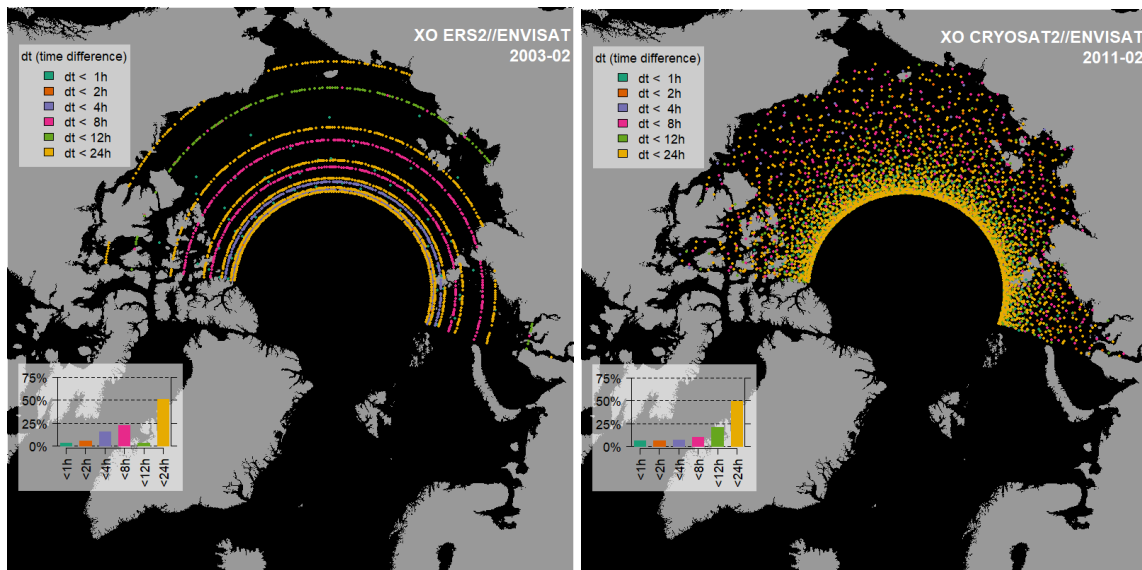 XO ERS2//ENVISAT
2003-02
dt (time difference)
dt < 1h
dt < 2h
dt < 4h
dt < 8h
dt < 12h
dt < 24h
75%
50%
25%
0%
<1h
<2h
<4h
<8h
<12h
<24h
XO CRYOSAT2//ENVISAT
2011-02
dt (time difference)
dt < 1h
dt < 2h
dt < 4h
dt < 8h
dt < 12h
dt < 24h
75%
50%
25%
0%
<1h
<2h
<4h
<8h
<12h
<24h